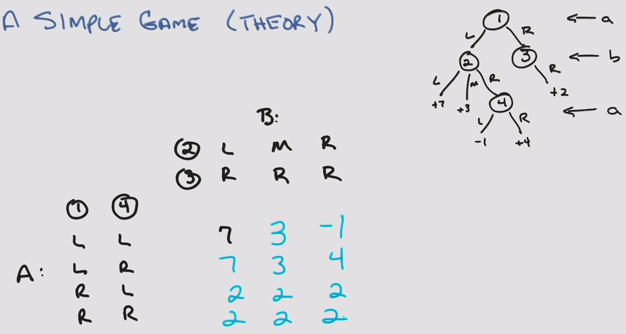 A SIMPLE GAME (THEORY)
1 ← a
L R
2 3 ← b
L M R R
+7 +3 4 +2 ← a
L R
-1 +4
B:
2 L M R
3 R R R
1 4
L L 7 3 -1
A: L R 7 3 4
R L 2 2 2
R R 2 2 2